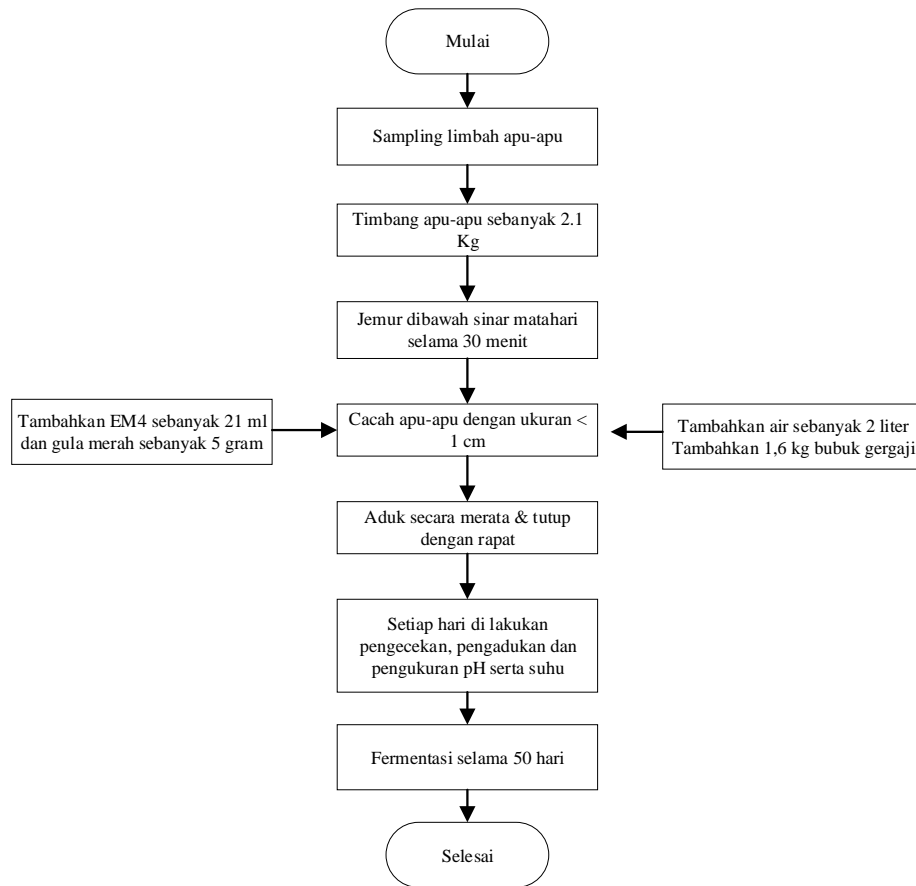 Mulai
Sampling limbah apu-apu
Timbang apu-apu sebanyak 2.1
Kg
Jemur dibawah sinar matahari
selama 30 menit
Tambahkan EM4 sebanyak 21 ml
dan gula merah sebanyak 5 gram
Cacah apu-apu dengan ukuran <
1 cm
Tambahkan air sebanyak 2 liter
Tambahkan 1,6 kg bubuk gergaji
Aduk secara merata & tutup
dengan rapat
Setiap hari di lakukan
pengecekan, pengadukan dan
pengukuran pH serta suhu
Fermentasi selama 50 hari
Selesai